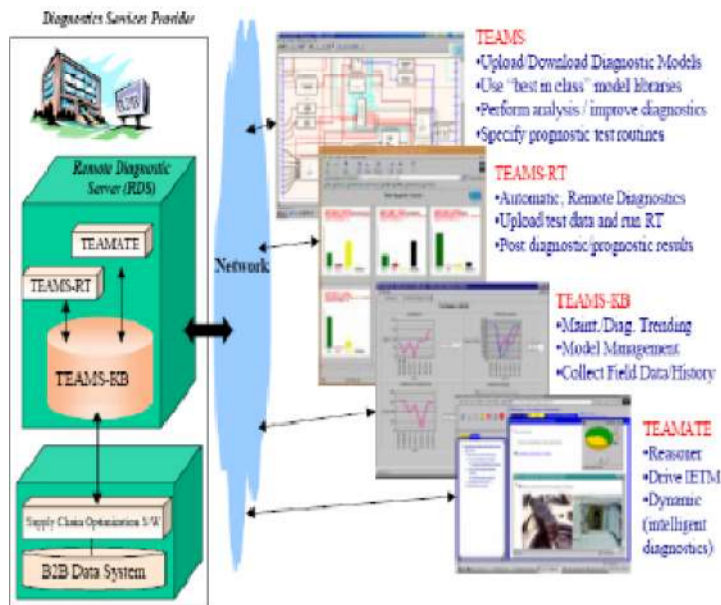 Diagnostics Services Provider
Remote Diagnostic
Server (RDS)
TEAMATE
TEAMS-RT
TEAMS-KB
Supply Chain Optimization S/W
B2B Data System
Network
TEAMS
•Upload/Download Diagnostic Models
•Use "best in class" model libraries
•Perform analysis / improve diagnostics
•Specify prognostic test routines
TEAMS-RT
•Automatic, Remote Diagnostics
•Upload test data and run RT
•Post diagnostic/prognostic results
TEAMS-KB
•Maint./Diag. Trending
•Model Management
•Collect Field Data/History
TEAMATE
•Reasoner
•Drive IETM
•Dynamic
(intelligent
diagnostics)